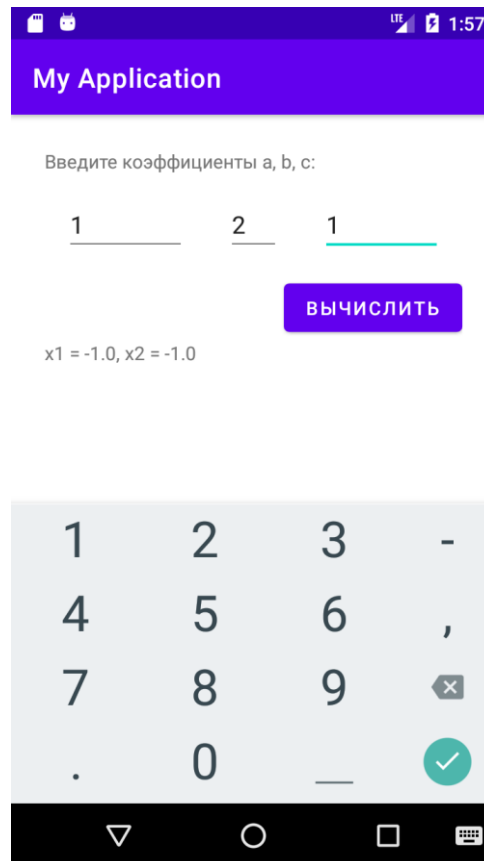 LTE 1:57
My Application
Введите коэффициенты a, b, c:
1 2 1
ВЫЧИСЛИТЬ
x1 = -1.0, x2 = -1.0
1 2 3 -
4 5 6 ,
7 8 9
. 0 _